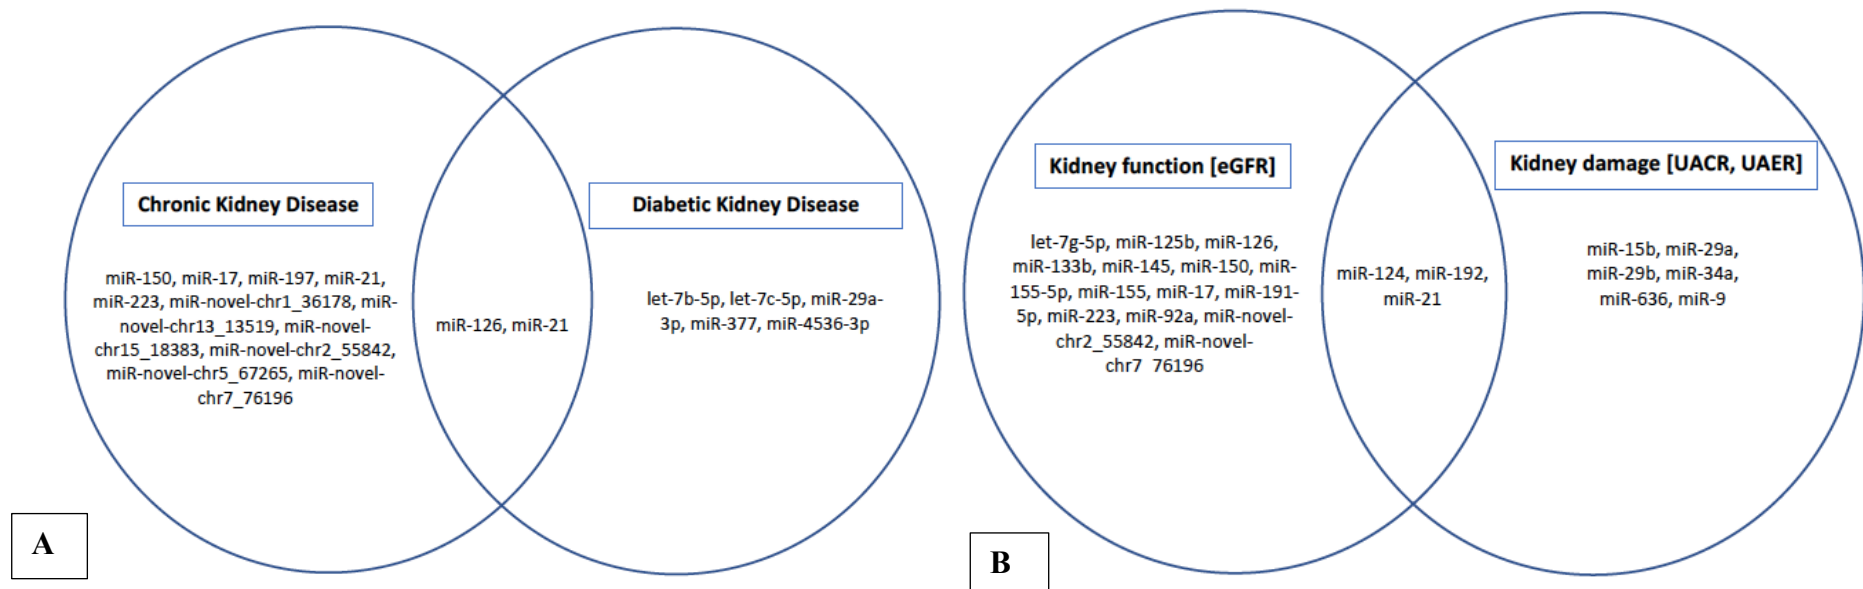 Chronic Kidney Disease
miR-150, miR-17, miR-197, miR-21,
miR-223, miR-novel-chr1_36178, miR-
novel-chr13_13519, miR-novel-
chr15_18383, miR-novel-chr2_55842,
miR-novel-chr5_67265, miR-novel-
chr7_76196
miR-126, miR-21
Diabetic Kidney Disease
let-7b-5p, let-7c-5p, miR-29a-
3p, miR-377, miR-4536-3p
A
Kidney function [eGFR]
let-7g-5p, miR-125b, miR-126,
miR-133b, miR-145, miR-150, miR-
155-5p, miR-155, miR-17, miR-191-
5p, miR-223, miR-92a, miR-novel-
chr2_55842, miR-novel-
chr7_76196
miR-124, miR-192,
miR-21
Kidney damage [UACR, UAER]
miR-15b, miR-29a,
miR-29b, miR-34a,
miR-636, miR-9
B